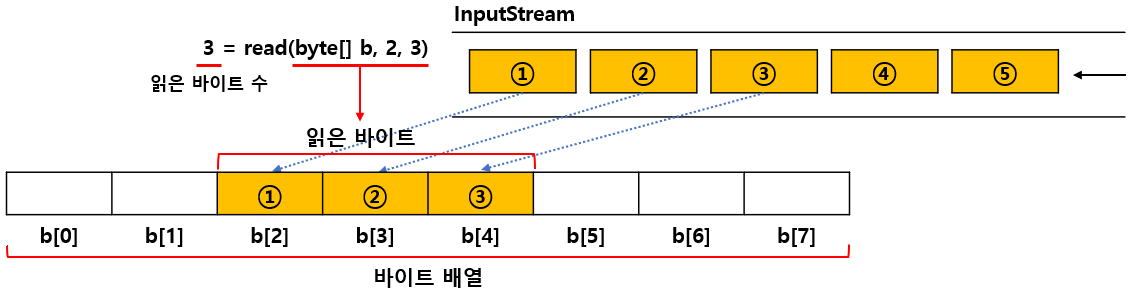 InputStream
3 = read(byte[] b, 2, 3)
읽은 바이트 수
① ② ③ ④ ⑤
읽은 바이트
① ② ③
b[0] b[1] b[2] b[3] b[4] b[5] b[6] b[7]
바이트 배열